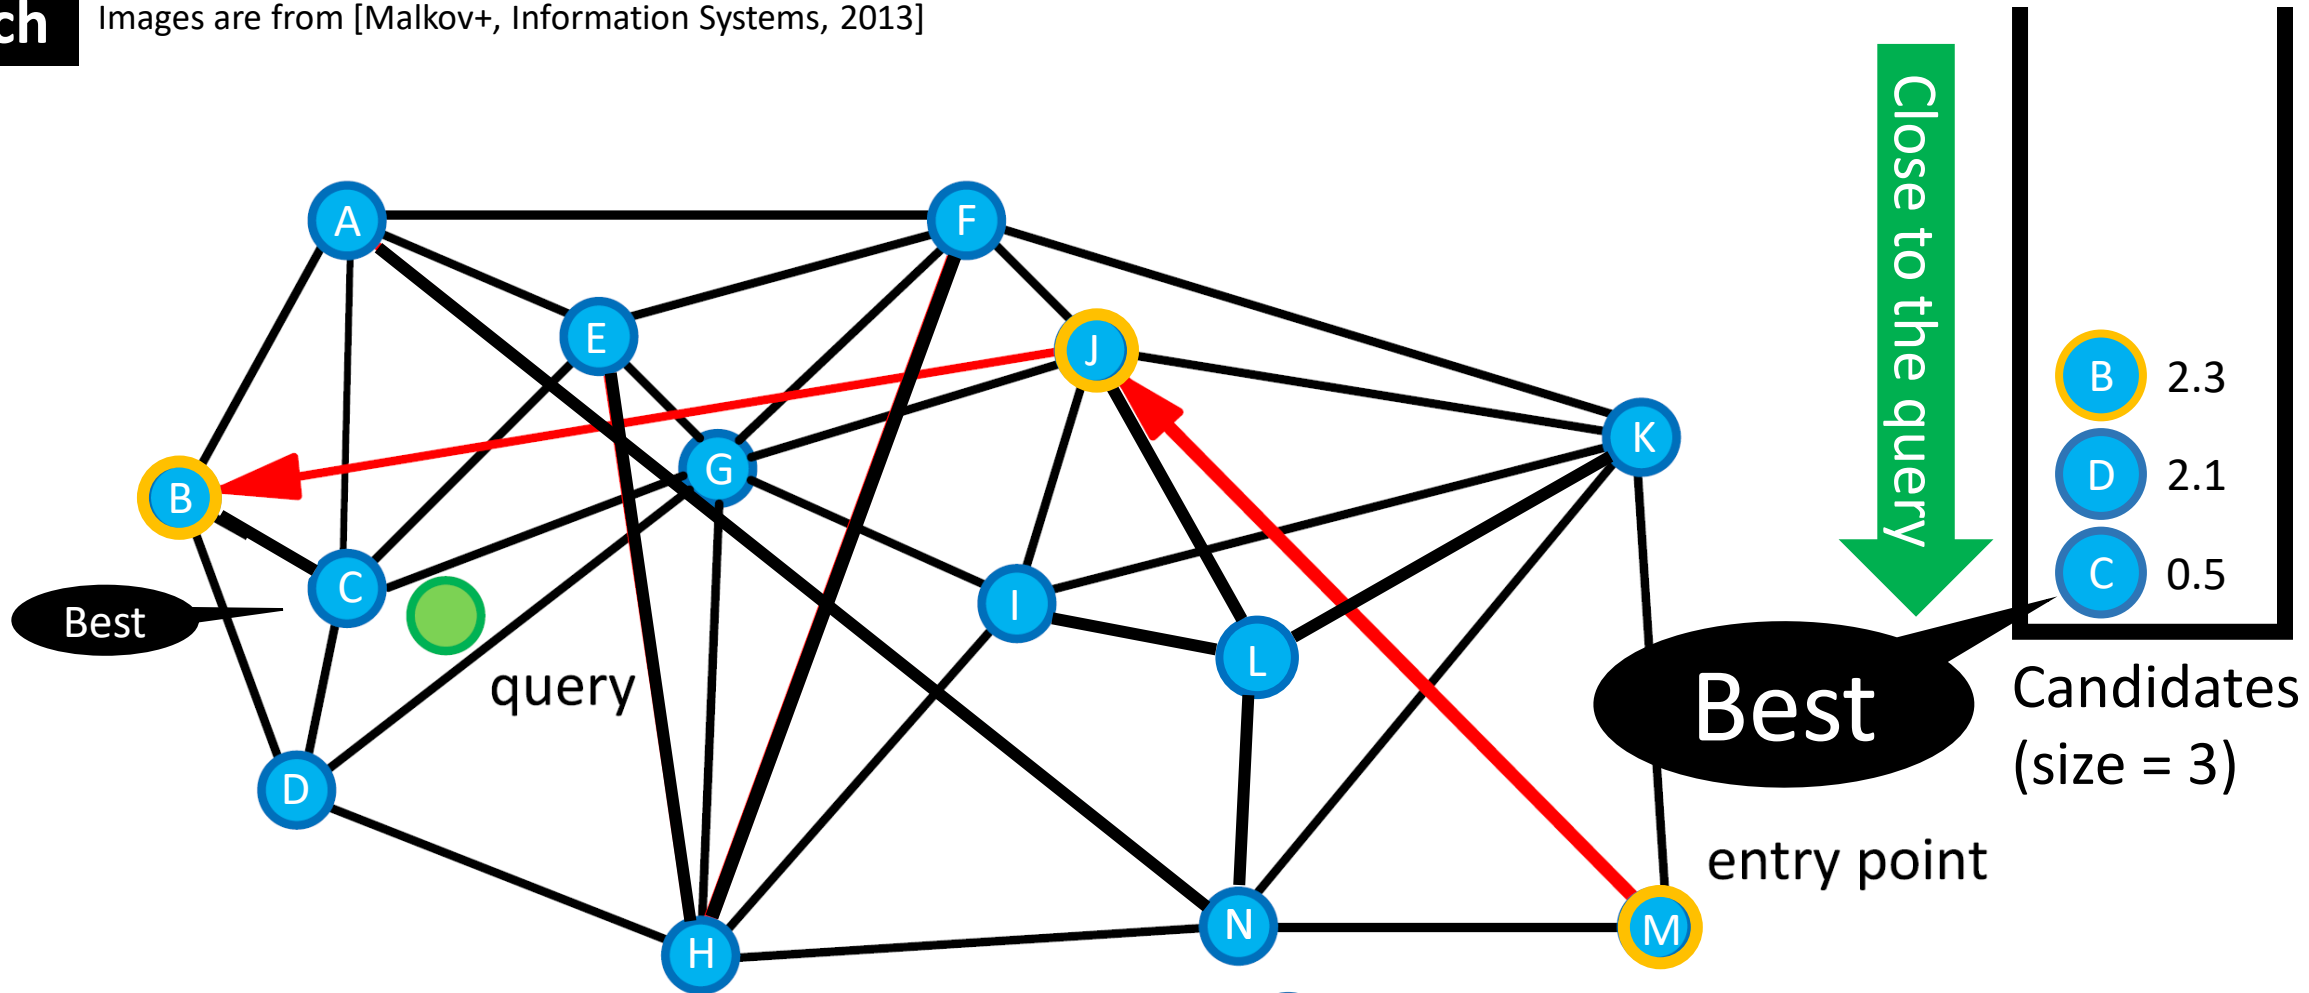 ch
Images are from [Malkov+, Information Systems, 2013]
Close to the query
A
F
E
J
B 2.3
K
G
D 2.1
B
C 0.5
C
I
Best
L
query
Best
Candidates
(size = 3)
D
entry point
H
N
M